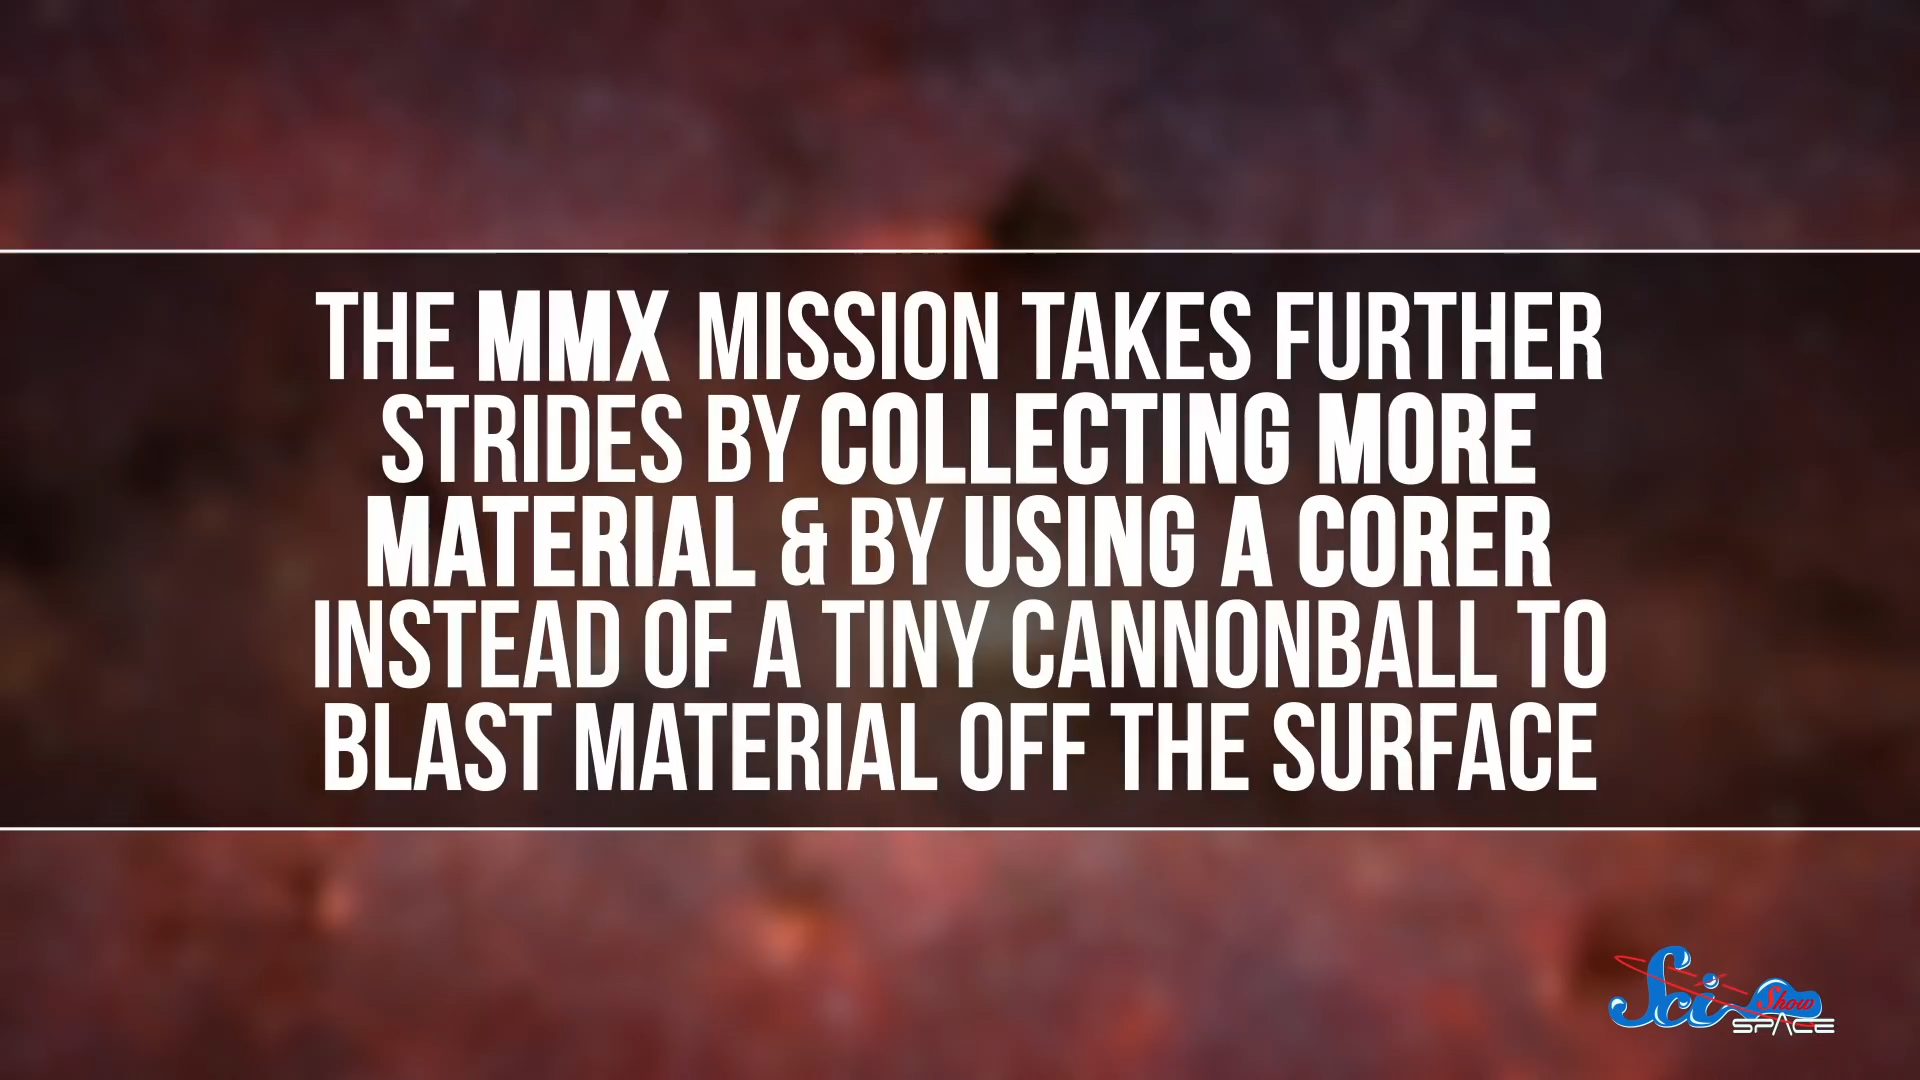 THE MMX MISSION TAKES FURTHER
STRIDES BY COLLECTING MORE
MATERIAL & BY USING A CORER
INSTEAD OF A TINY CANNONBALL TO
BLAST MATERIAL OFF THE SURFACE
Sci Show
SPACE